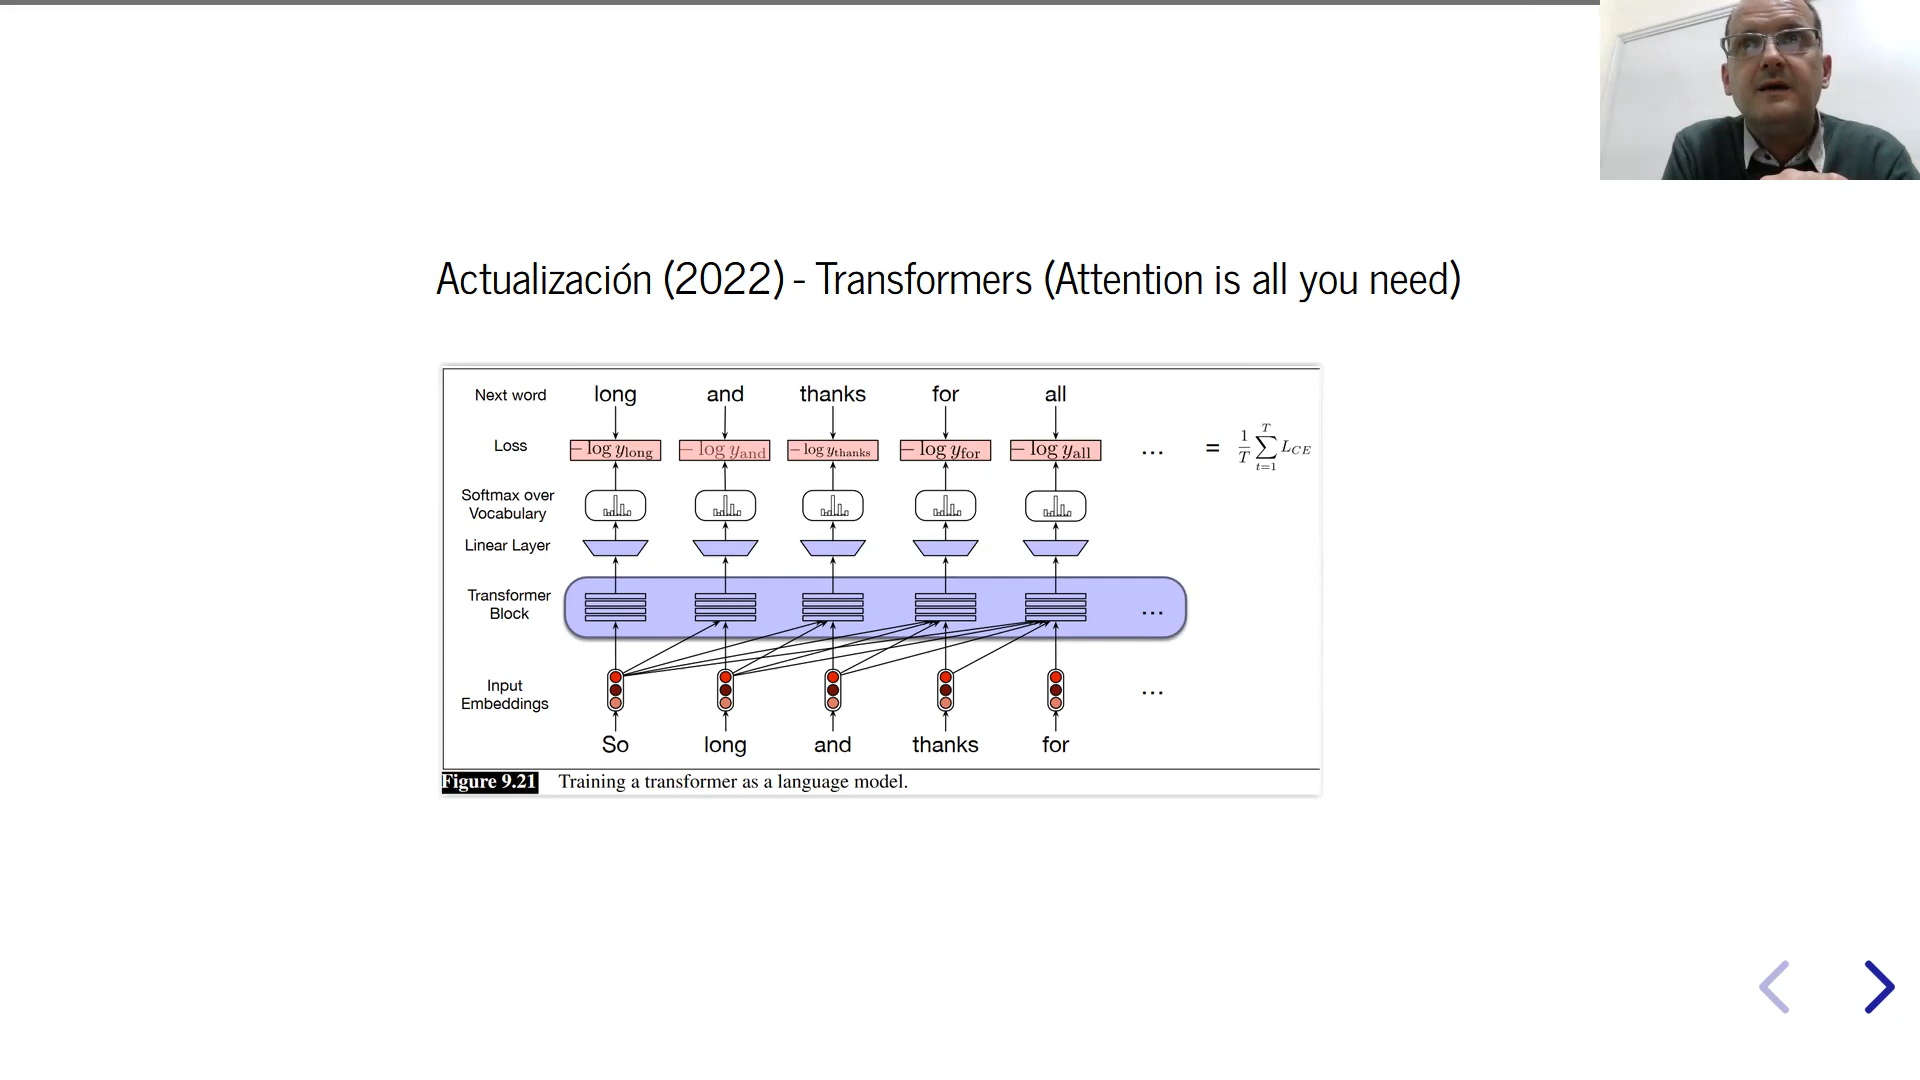 Actualización (2022) - Transformers (Attention is all you need)
Next word long and thanks for all
Loss − log y_long − log y_and − log y_thanks − log y_for − log y_all ... = 1/T ∑_{t=1}^{T} L_{CE}
Softmax over
Vocabulary
Linear Layer
Transformer
Block ...
Input
Embeddings ...
So long and thanks for
Figure 9.21 Training a transformer as a language model.